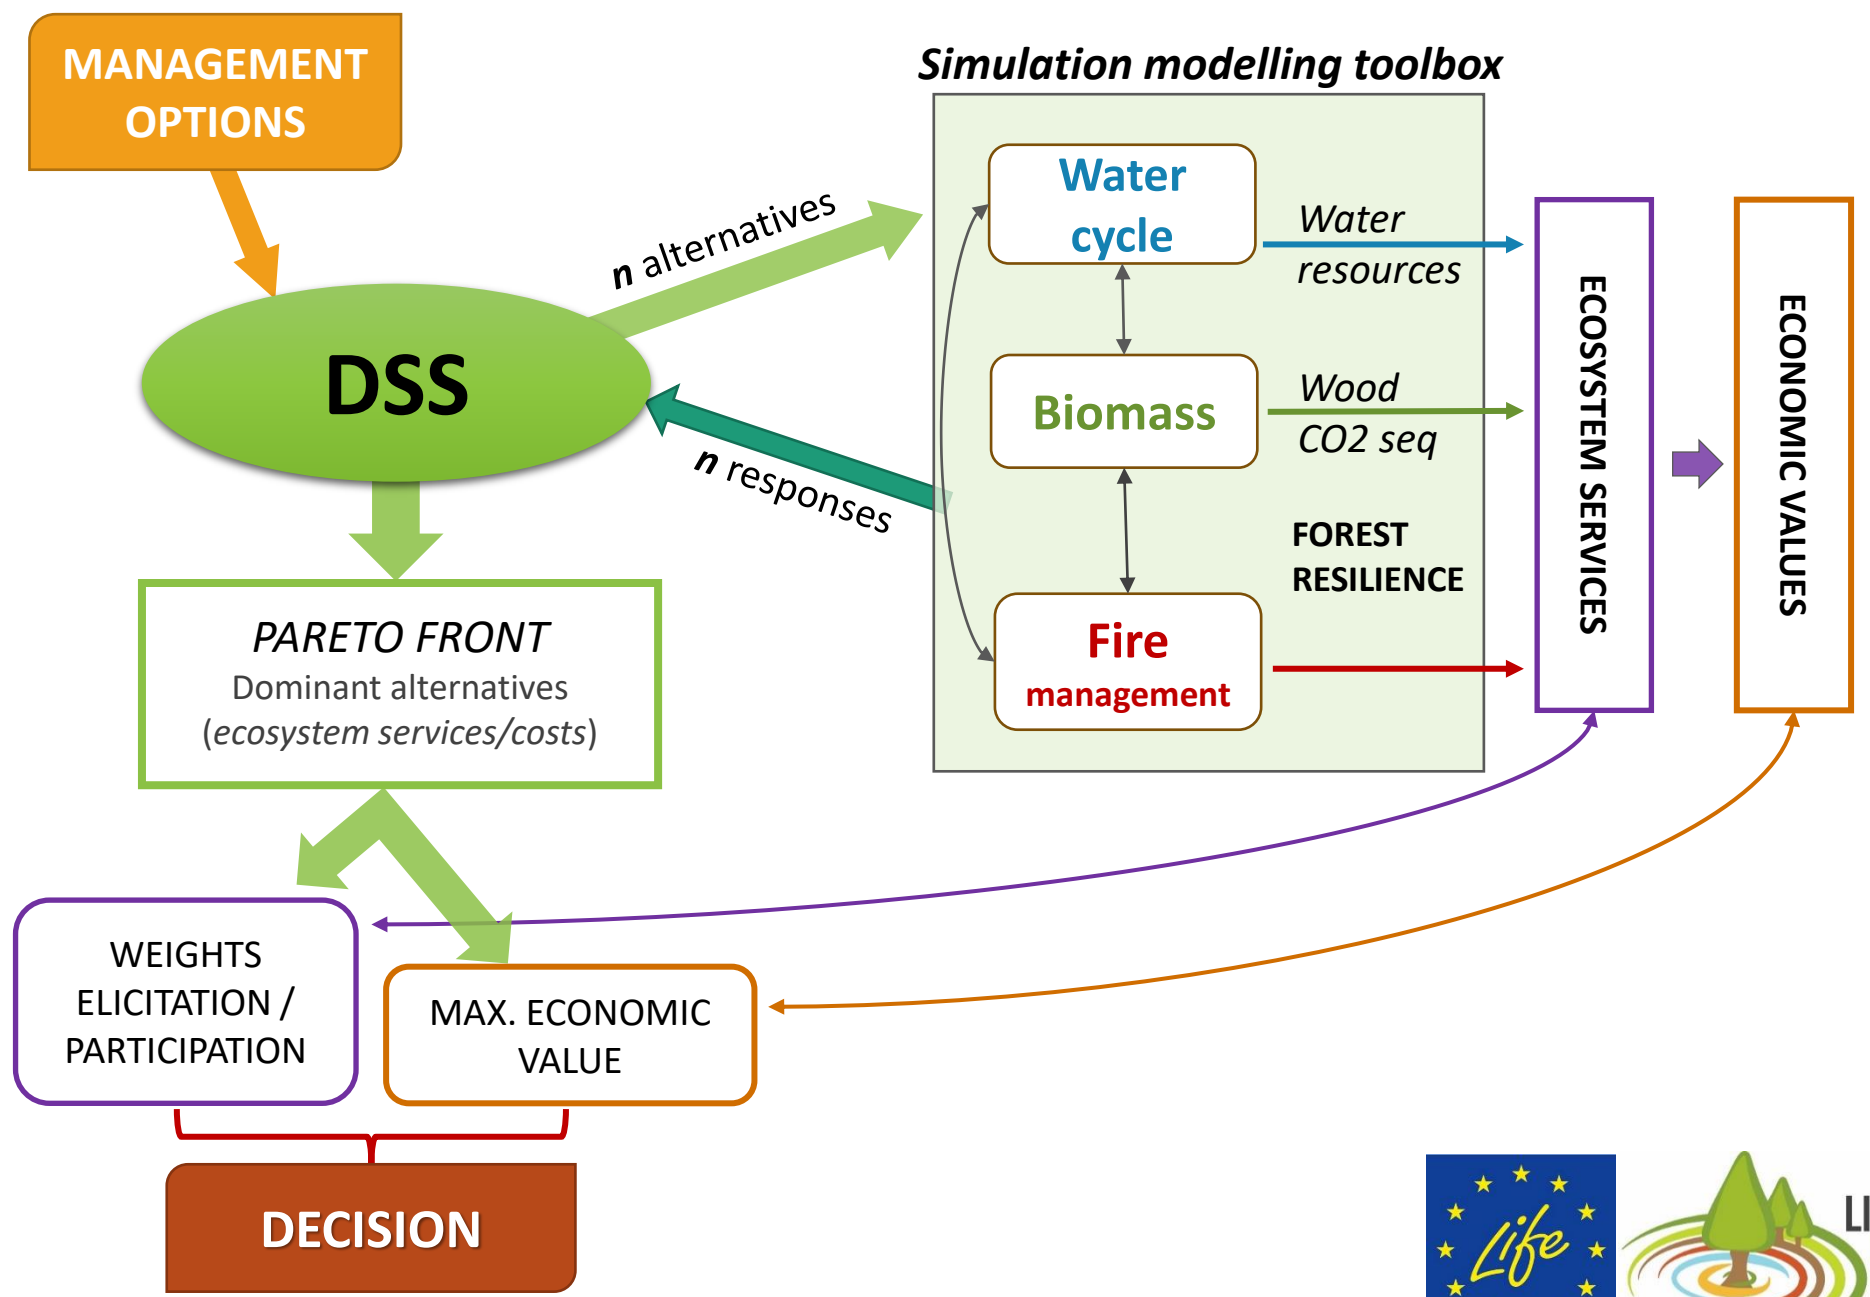 MANAGEMENT
OPTIONS
Simulation modelling toolbox
n alternatives
DSS
n responses
Water
cycle
Water
resources
Biomass
Wood
CO2 seq
FOREST
RESILIENCE
Fire
management
ECOSYSTEM SERVICES
ECONOMIC VALUES
PARETO FRONT
Dominant alternatives
(ecosystem services/costs)
WEIGHTS
ELICITATION /
PARTICIPATION
MAX. ECONOMIC
VALUE
DECISION
Life
LI